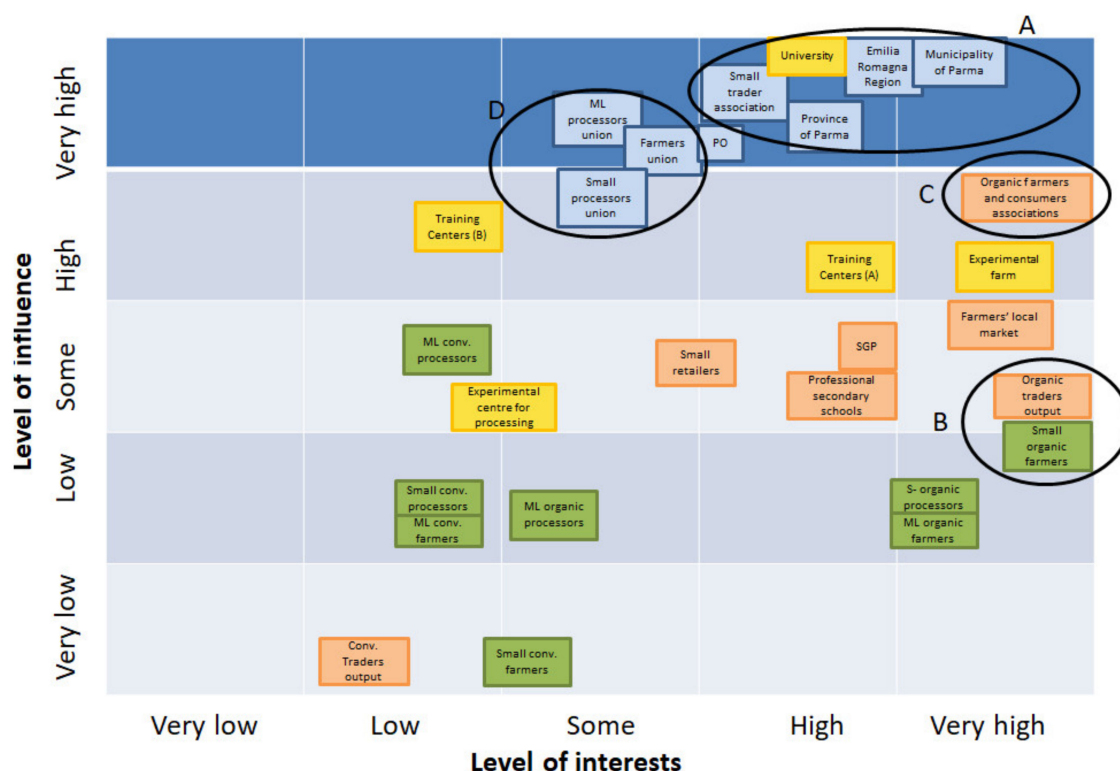 A
University
Emilia
Romagna
Region
Municipality
of Parma
Small
trader
association
D
ML
processors
union
Province
of Parma
Farmers
union
PO
Small
processors
union
Organic farmers
and consumers
associations
C
Training
Centers (B)
Training
Centers (A)
Experimental
farm
Farmers' local
market
ML conv.
processors
Small
retailers
SGP
Experimental
centre for
processing
Professional
secondary
schools
Organic
traders
output
B
Small
organic
farmers
Small conv.
processors
ML conv.
farmers
ML organic
processors
S- organic
processors
ML organic
farmers
Conv.
Traders
output
Small conv.
farmers
Level of influence
Very high
High
Some
Low
Very low
Very low
Low
Some
High
Very high
Level of interests